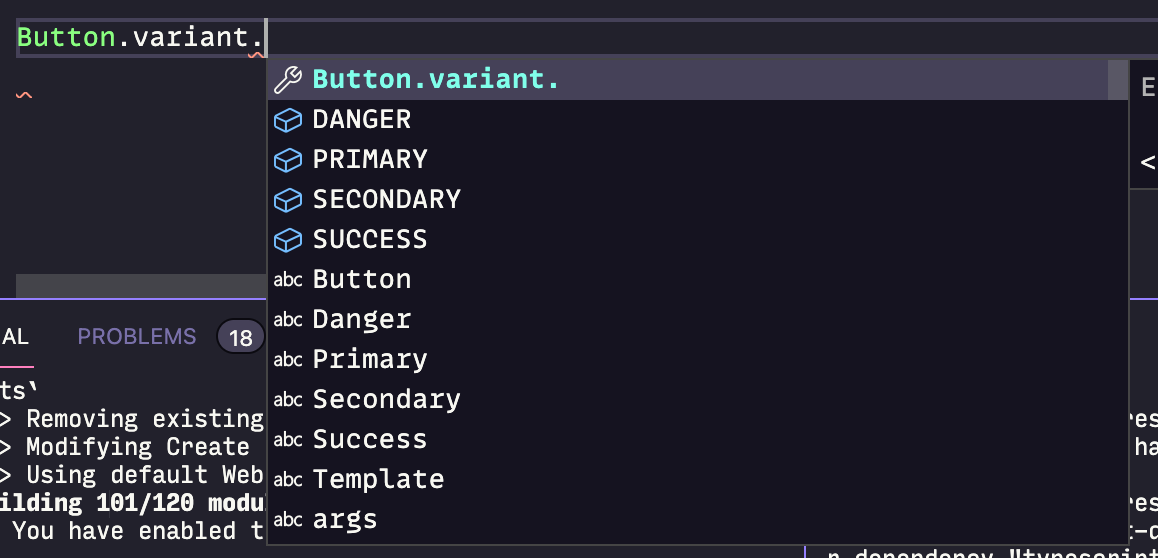 Button.variant.
Button.variant.
DANGER
PRIMARY
SECONDARY
SUCCESS
abc Button
abc Danger
abc Primary
abc Secondary
abc Success
abc Template
abc args
E
<
AL PROBLEMS 18
ts`
> Removing existing
> Modifying Create
> Using default Web
ilding 101/120 modu
You have enabled t
res
ha
res
t-d
n dependency "typescript